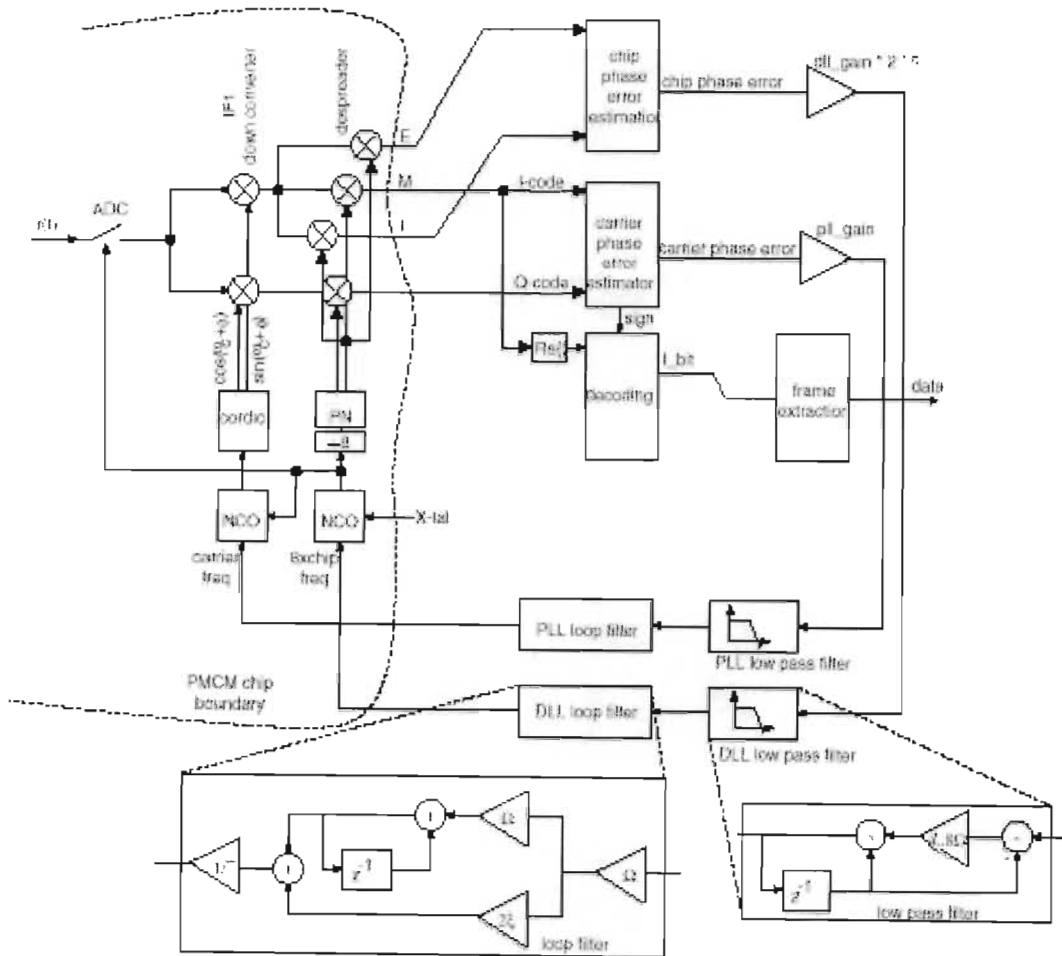 IF1
down converter
despreader
chip
phase
error
estimatior
chip phase error
E
M
I
I-code
Q code
ADC
carrier
phase
error
estimator
carrier phase error
pll_gain
sign
Re{
I_bit
decoding
frame
extraction
data
cordic
PN
NCO
NCO
X-tal
carrier
freq
8xchip
freq
PLL loop filter
PLL low pass filter
PMCM chip
boundary
DLL loop filter
DLL low pass filter
Ω
Ω
z-1
2ξ
loop filter
z-1
low pass filter